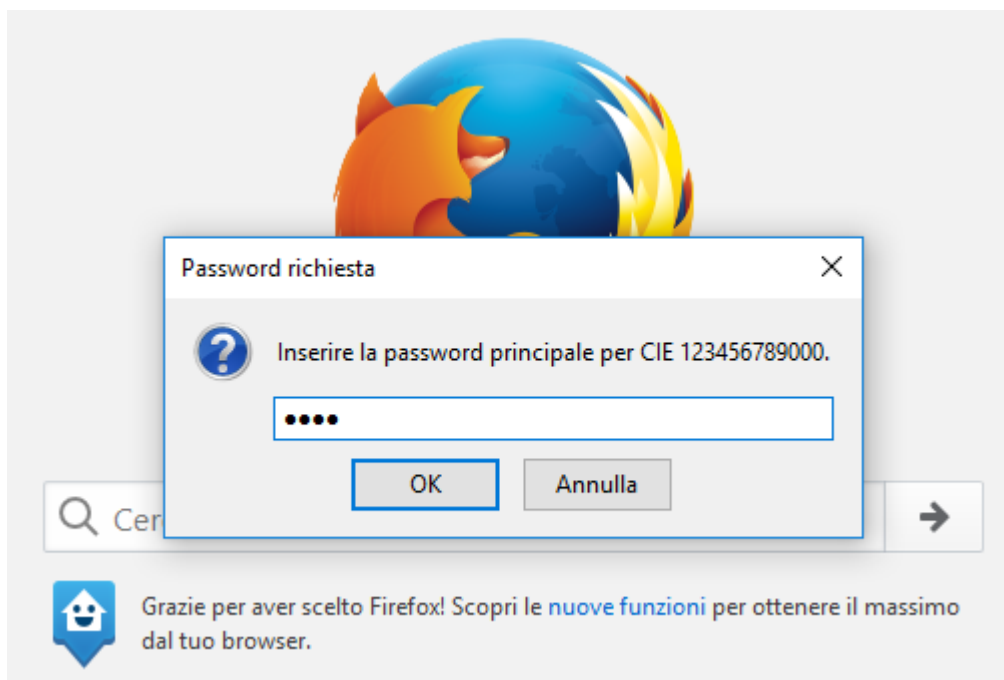 Password richiesta
Inserire la password principale per CIE 123456789000.
••••
OK
Annulla
Cer
Grazie per aver scelto Firefox! Scopri le nuove funzioni per ottenere il massimo
dal tuo browser.